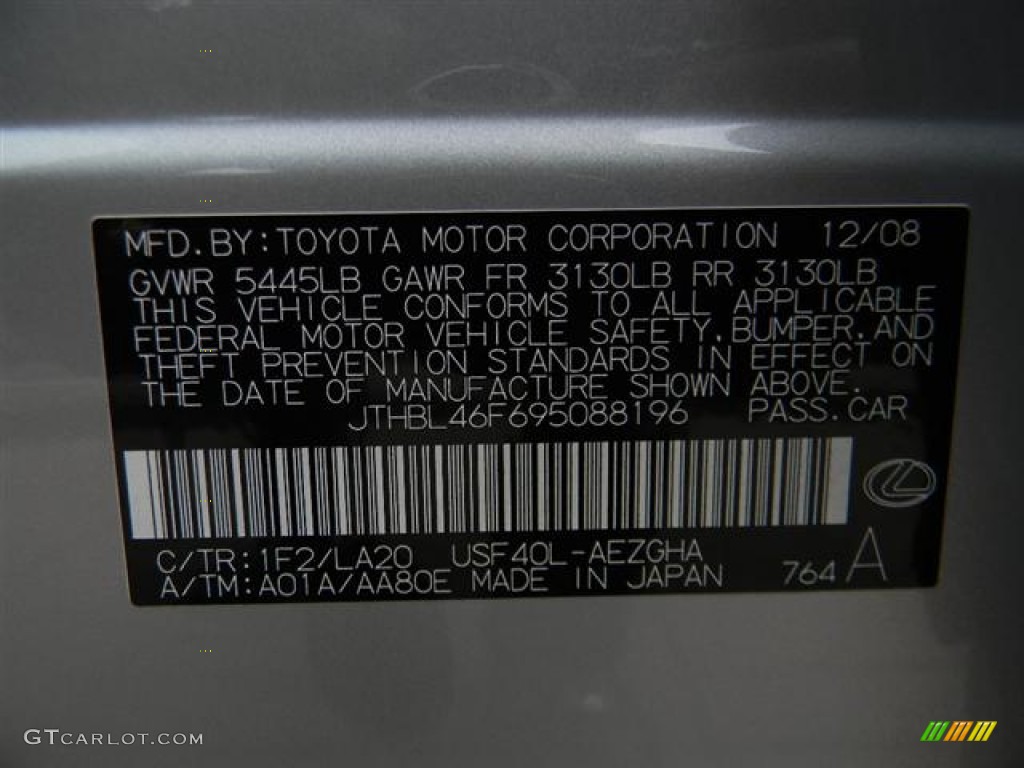 MFD.BY:TOYOTA MOTOR CORPORATION 12/08
GVWR 5445LB GAWR FR 3130LB RR 3130LB
THIS VEHICLE CONFORMS TO ALL APPLICABLE
FEDERAL MOTOR VEHICLE SAFETY,BUMPER,AND
THEFT PREVENTION STANDARDS IN EFFECT ON
THE DATE OF MANUFACTURE SHOWN ABOVE.
JTHBL46F695088196 PASS.CAR
C/TR:1F2/LA20 USF40L-AEZGHA
A/TM:A01A/AA80E MADE IN JAPAN 764 A
GTCARLOT.COM